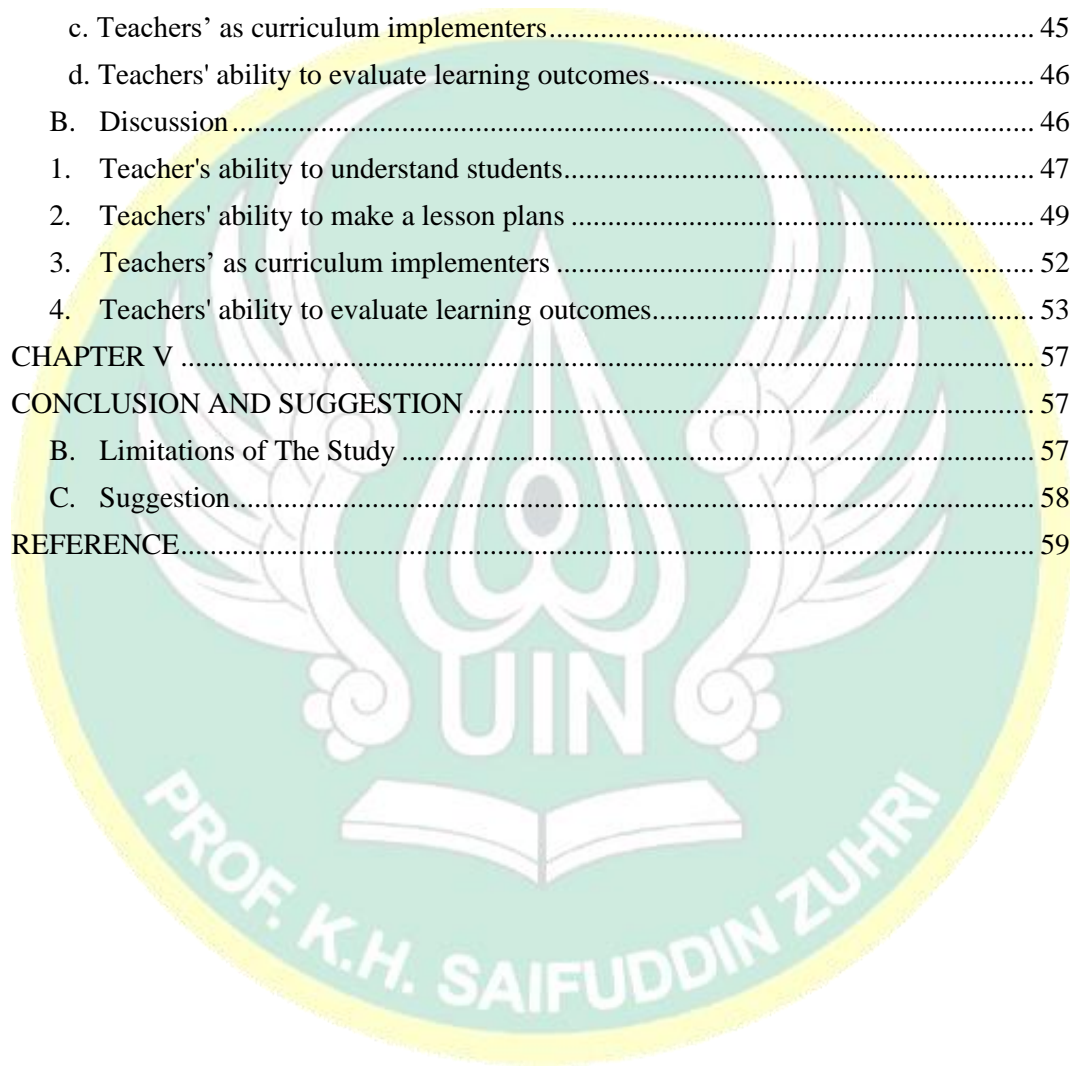 c. Teachers’ as curriculum implementers.......................................................................... 45
d. Teachers' ability to evaluate learning outcomes.......................................................... 46
B. Discussion.................................................................................................................. 46
1. Teacher's ability to understand students....................................................................... 47
2. Teachers' ability to make a lesson plans ...................................................................... 49
3. Teachers’ as curriculum implementers ........................................................................ 52
4. Teachers' ability to evaluate learning outcomes.......................................................... 53
CHAPTER V ................................................................................................................ 57
CONCLUSION AND SUGGESTION .......................................................................... 57
B. Limitations of The Study ............................................................................................ 57
C. Suggestion.................................................................................................................. 58
REFERENCE................................................................................................................ 59
UIN
PROF. K.H. SAIFUDDIN ZUHRI